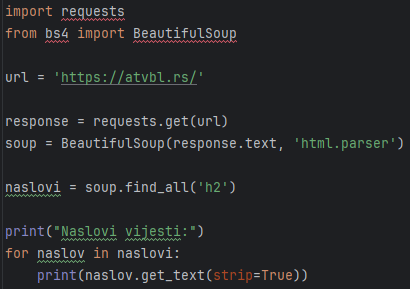 import requests
from bs4 import BeautifulSoup
url = 'https://atvbl.rs/'
response = requests.get(url)
soup = BeautifulSoup(response.text, 'html.parser')
naslovi = soup.find_all('h2')
print("Naslovi vijesti:")
for naslov in naslovi:
    print(naslov.get_text(strip=True))